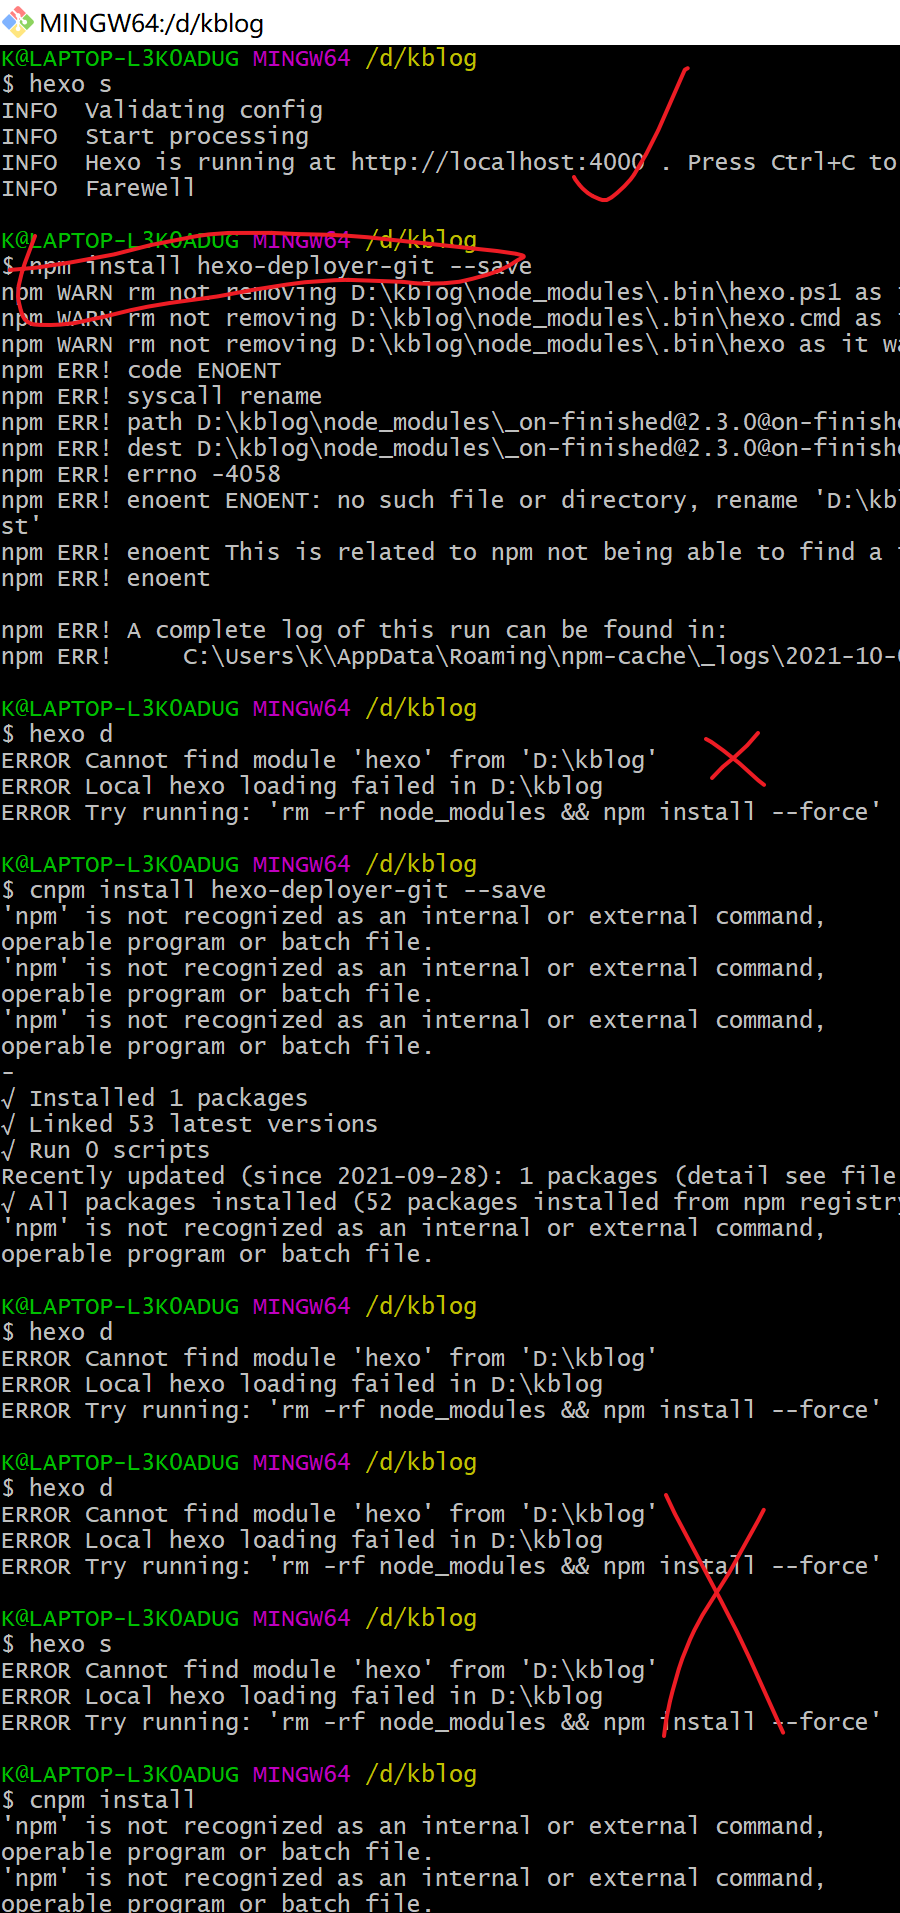 MINGW64:/d/kblog
K@LAPTOP-L3K0ADUG MINGW64 /d/kblog
$ hexo s
INFO  Validating config
INFO  Start processing
INFO  Hexo is running at http://localhost:4000 . Press Ctrl+C to
INFO  Farewell
K@LAPTOP-L3K0ADUG MINGW64 /d/kblog
$ npm install hexo-deployer-git --save
npm WARN rm not removing D:\kblog\node_modules\.bin\hexo.ps1 as
npm WARN rm not removing D:\kblog\node_modules\.bin\hexo.cmd as
npm WARN rm not removing D:\kblog\node_modules\.bin\hexo as it
npm ERR! code ENOENT
npm ERR! syscall rename
npm ERR! path D:\kblog\node_modules\_on-finished@2.3.0@on-finishe
npm ERR! dest D:\kblog\node_modules\_on-finished@2.3.0@on-finishe
npm ERR! errno -4058
npm ERR! enoent ENOENT: no such file or directory, rename 'D:\kb
st'
npm ERR! enoent This is related to npm not being able to find a
npm ERR! enoent
npm ERR! A complete log of this run can be found in:
npm ERR!     C:\Users\K\AppData\Roaming\npm-cache\_logs\2021-10-
K@LAPTOP-L3K0ADUG MINGW64 /d/kblog
$ hexo d
ERROR Cannot find module 'hexo' from 'D:\kblog'
ERROR Local hexo loading failed in D:\kblog
ERROR Try running: 'rm -rf node_modules && npm install --force'
K@LAPTOP-L3K0ADUG MINGW64 /d/kblog
$ cnpm install hexo-deployer-git --save
'npm' is not recognized as an internal or external command,
operable program or batch file.
'npm' is not recognized as an internal or external command,
operable program or batch file.
'npm' is not recognized as an internal or external command,
operable program or batch file.
-
√ Installed 1 packages
√ Linked 53 latest versions
√ Run 0 scripts
Recently updated (since 2021-09-28): 1 packages (detail see file
√ All packages installed (52 packages installed from npm registry
'npm' is not recognized as an internal or external command,
operable program or batch file.
K@LAPTOP-L3K0ADUG MINGW64 /d/kblog
$ hexo d
ERROR Cannot find module 'hexo' from 'D:\kblog'
ERROR Local hexo loading failed in D:\kblog
ERROR Try running: 'rm -rf node_modules && npm install --force'
K@LAPTOP-L3K0ADUG MINGW64 /d/kblog
$ hexo d
ERROR Cannot find module 'hexo' from 'D:\kblog'
ERROR Local hexo loading failed in D:\kblog
ERROR Try running: 'rm -rf node_modules && npm install --force'
K@LAPTOP-L3K0ADUG MINGW64 /d/kblog
$ hexo s
ERROR Cannot find module 'hexo' from 'D:\kblog'
ERROR Local hexo loading failed in D:\kblog
ERROR Try running: 'rm -rf node_modules && npm install --force'
K@LAPTOP-L3K0ADUG MINGW64 /d/kblog
$ cnpm install
'npm' is not recognized as an internal or external command,
operable program or batch file.
'npm' is not recognized as an internal or external command,
operable program or batch file.